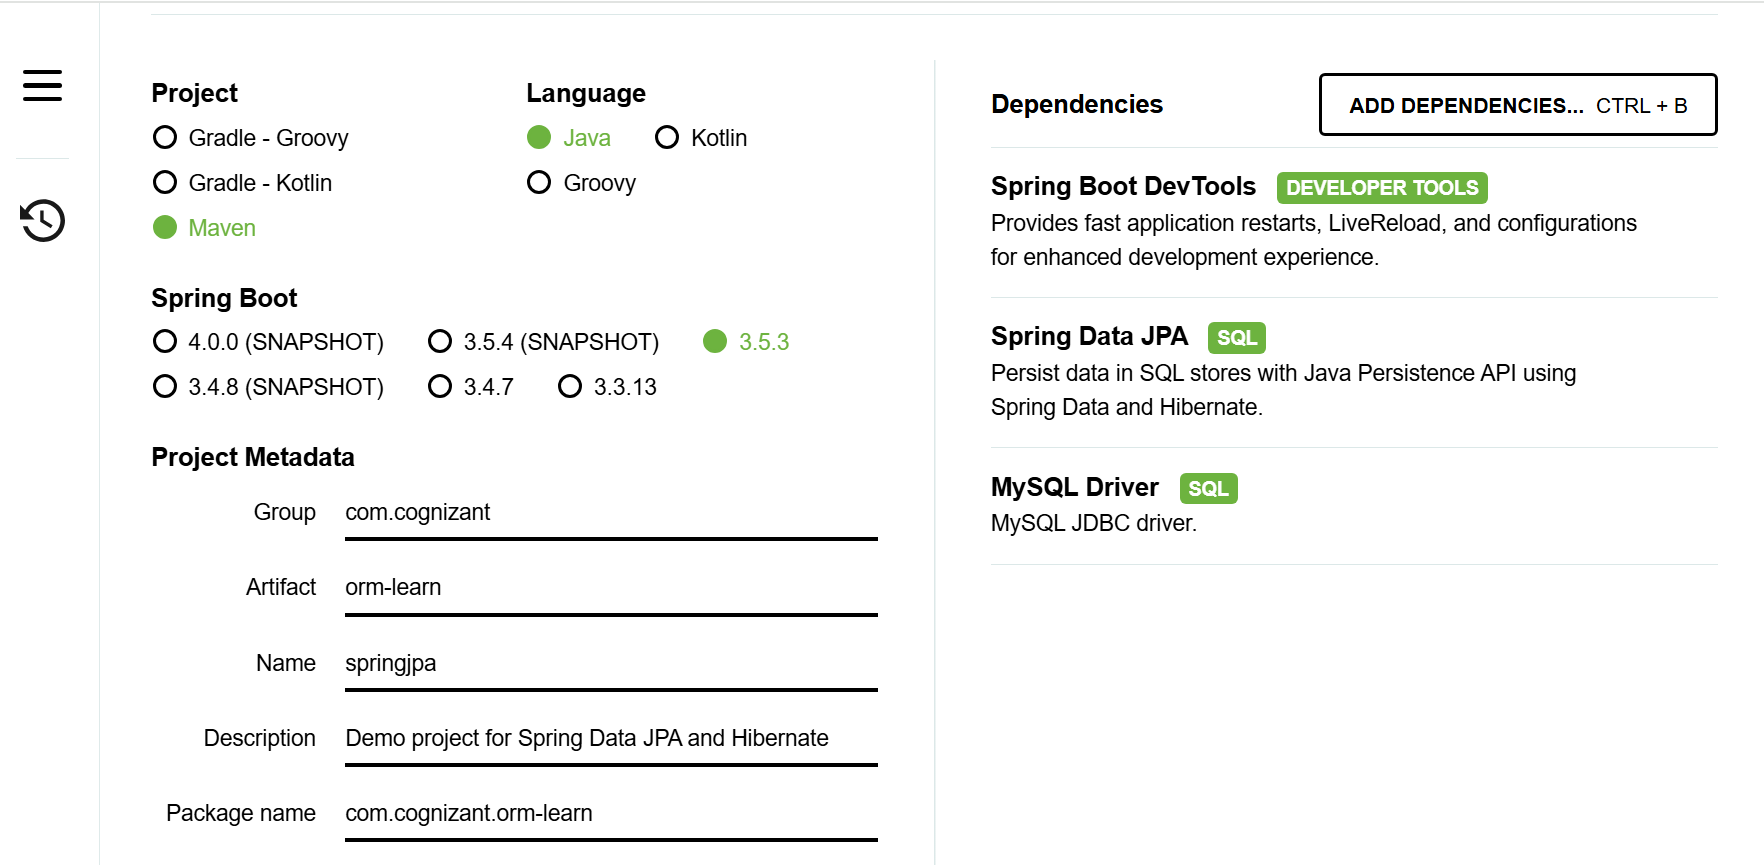 Project
Gradle - Groovy
Gradle - Kotlin
Maven
Language
Java Kotlin
Groovy
Spring Boot
4.0.0 (SNAPSHOT) 3.5.4 (SNAPSHOT) 3.5.3
3.4.8 (SNAPSHOT) 3.4.7 3.3.13
Project Metadata
Group com.cognizant
Artifact orm-learn
Name springjpa
Description Demo project for Spring Data JPA and Hibernate
Package name com.cognizant.orm-learn
Dependencies ADD DEPENDENCIES... CTRL + B
Spring Boot DevTools DEVELOPER TOOLS
Provides fast application restarts, LiveReload, and configurations
for enhanced development experience.
Spring Data JPA SQL
Persist data in SQL stores with Java Persistence API using
Spring Data and Hibernate.
MySQL Driver SQL
MySQL JDBC driver.